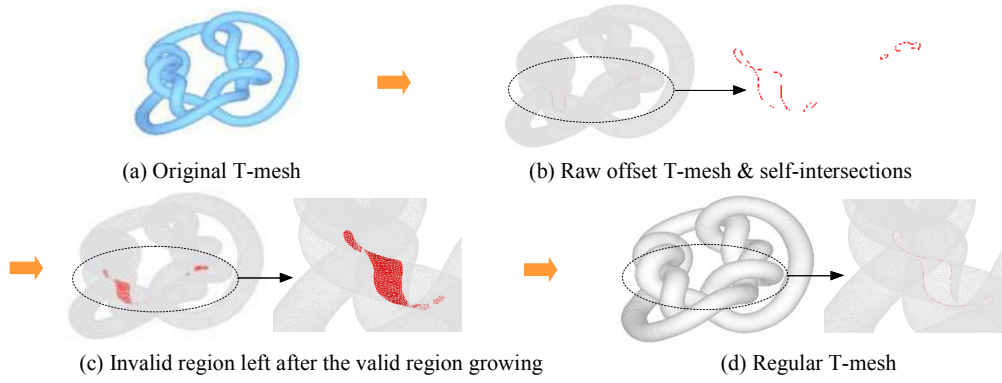 (a) Original T-mesh
(b) Raw offset T-mesh & self-intersections
(c) Invalid region left after the valid region growing
(d) Regular T-mesh